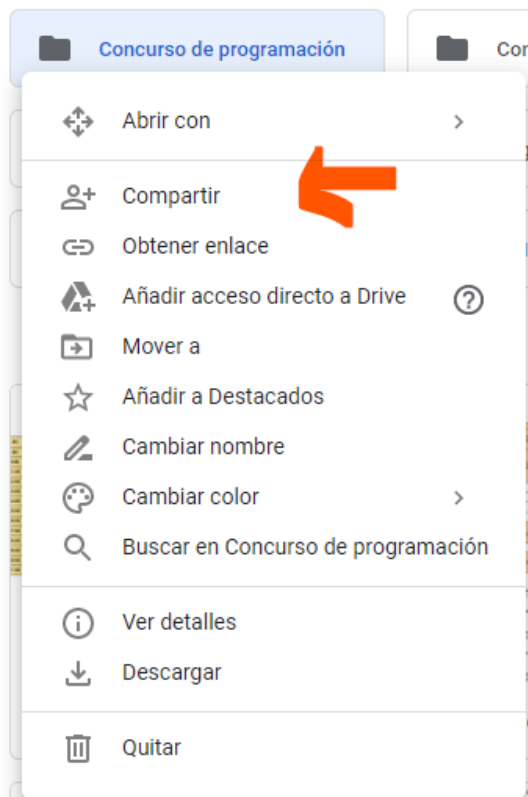 Concurso de programación
Abrir con
Compartir
Obtener enlace
Añadir acceso directo a Drive
Mover a
Añadir a Destacados
Cambiar nombre
Cambiar color
Buscar en Concurso de programación
Ver detalles
Descargar
Quitar